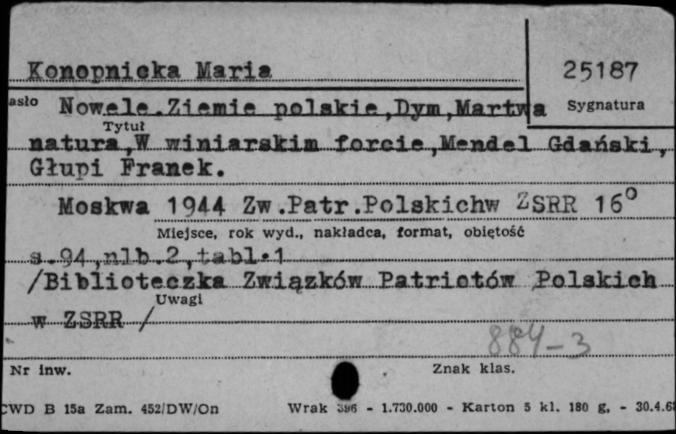 Konopnicka Maria
25187
asło Nowele.Ziemie polskie,Dym,Martwa
Sygnatura
Tytuł
natura,W winiarskim forcie,Mendel Gdański,
Głupi Franek.
Moskwa 1944 Zw.Patr.Polskichw ZSRR 16°
Miejsce, rok wyd., nakładca, format, objętość
s.94,nlb.2,tabl.1
/Biblioteczka Związków Patriotów Polskich
Uwagi
w ZSRR /
884-3
Nr inw.
Znak klas.
CWD B 15a Zam. 452/DW/On Wrak 396 - 1.730.000 - Karton 5 kl. 180 g. - 30.4.68